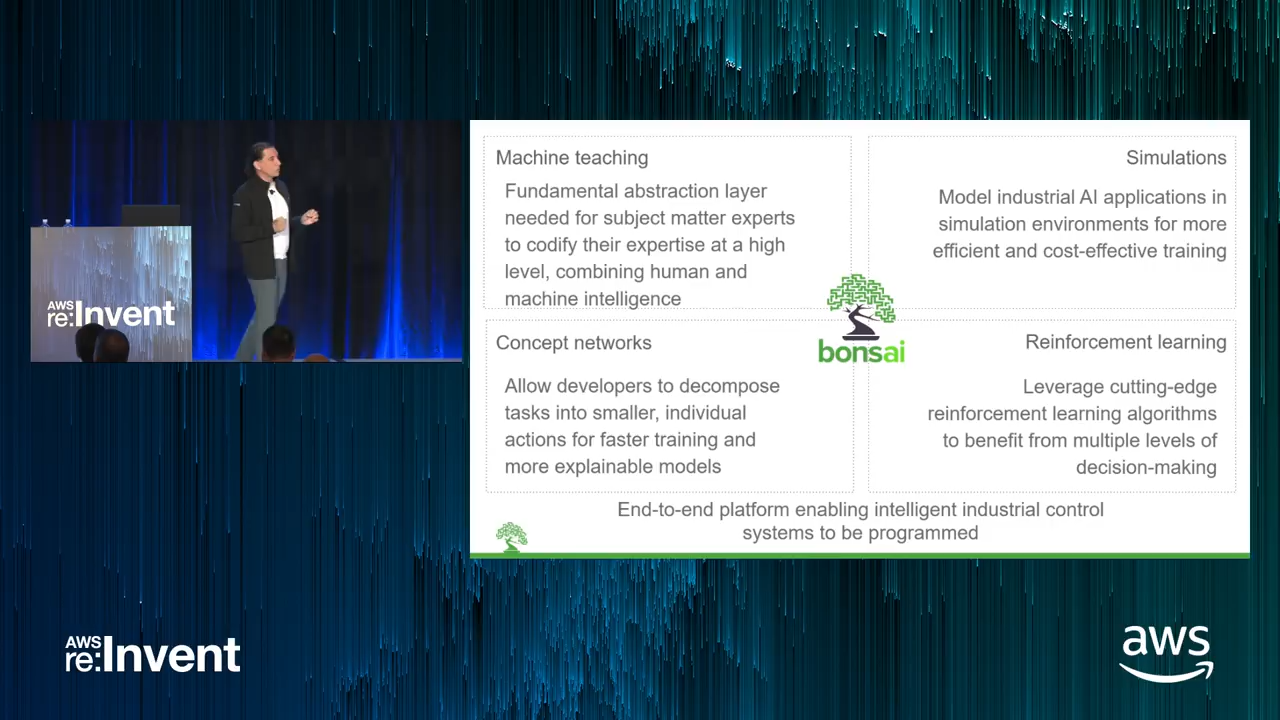 Machine teaching
Fundamental abstraction layer
needed for subject matter experts
to codify their expertise at a high
level, combining human and
machine intelligence
Simulations
Model industrial AI applications in
simulation environments for more
efficient and cost-effective training
bonsai
Concept networks
Allow developers to decompose
tasks into smaller, individual
actions for faster training and
more explainable models
Reinforcement learning
Leverage cutting-edge
reinforcement learning algorithms
to benefit from multiple levels of
decision-making
End-to-end platform enabling intelligent industrial control
systems to be programmed
AWS
re:Invent
AWS
re:Invent
aws